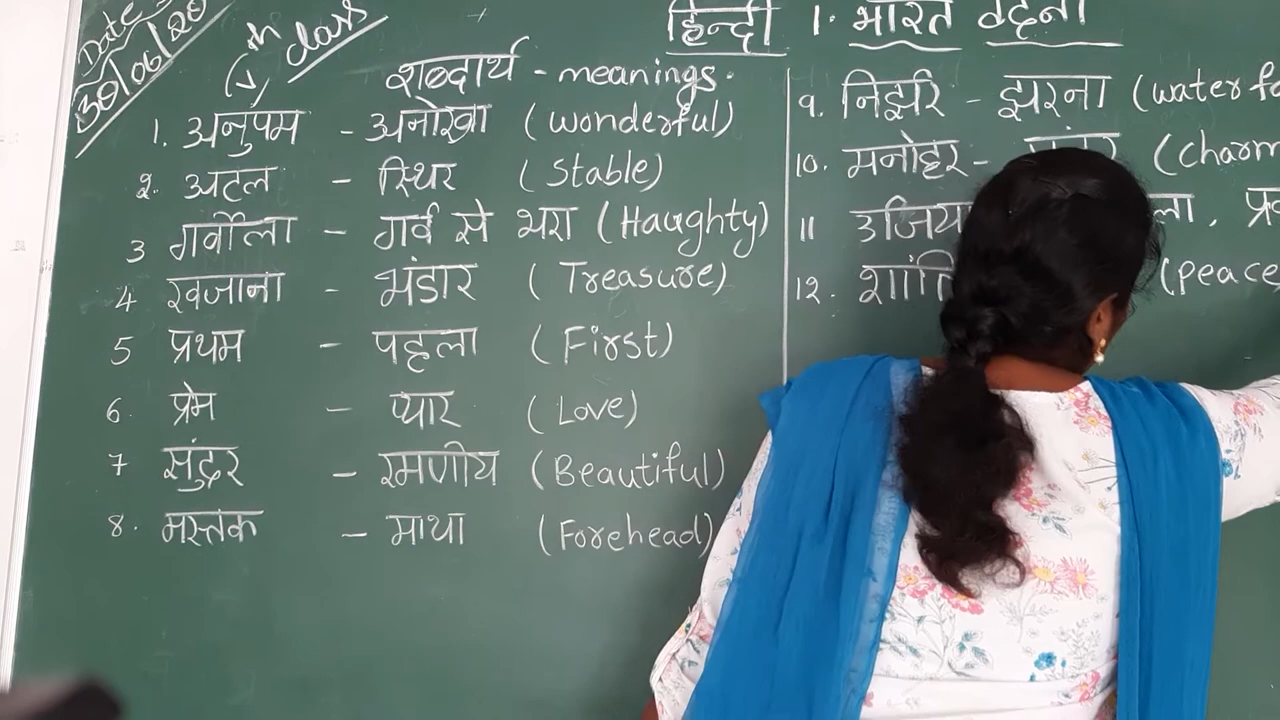 Date
30/06/20
in class
हिन्दी 1. भारत वंदना
शब्दार्थ - meanings.
1. अनुपम - अनोखा (wonderful)
2. अटल - स्थिर (Stable)
3 गर्वीला - गर्व से भरा (Haughty)
4 खजाना - भंडार (Treasure)
5 प्रथम - पहला (First)
6. प्रेम - प्यार (Love)
7 सुंदर - रमणीय (Beautiful)
8. मस्तक - माथा (Forehead)
9. निर्झर - झरना (water
10. मनोहर - (Charm
11
12. (peace